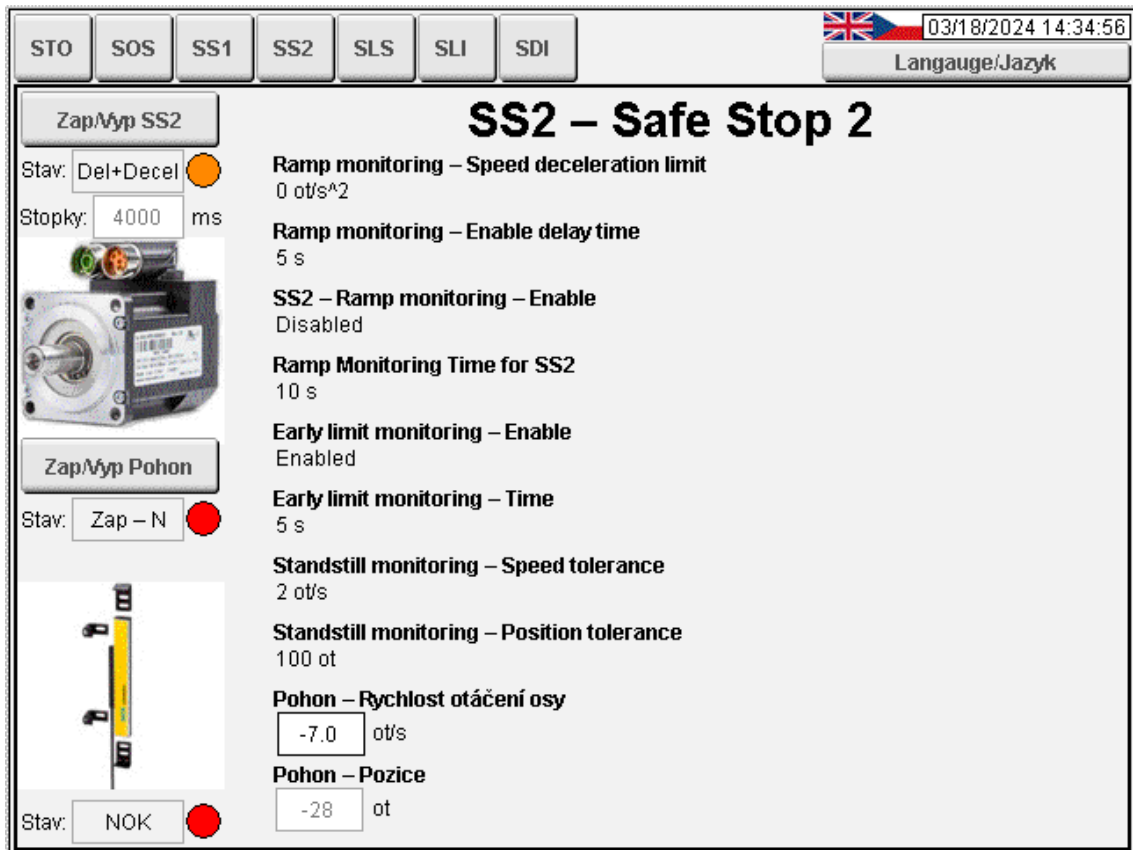 STO SOS SS1 SS2 SLS SLI SDI
03/18/2024 14:34:56
Langauge/Jazyk
Zap/Vyp SS2
Stav: Del+Decel
Stopky: 4000 ms
Zap/Vyp Pohon
Stav: Zap – N
Stav: NOK
SS2 – Safe Stop 2
Ramp monitoring – Speed deceleration limit
0 ot/s^2
Ramp monitoring – Enable delay time
5 s
SS2 – Ramp monitoring – Enable
Disabled
Ramp Monitoring Time for SS2
10 s
Early limit monitoring – Enable
Enabled
Early limit monitoring – Time
5 s
Standstill monitoring – Speed tolerance
2 ot/s
Standstill monitoring – Position tolerance
100 ot
Pohon – Rychlost otáčení osy
-7.0 ot/s
Pohon – Pozice
-28 ot